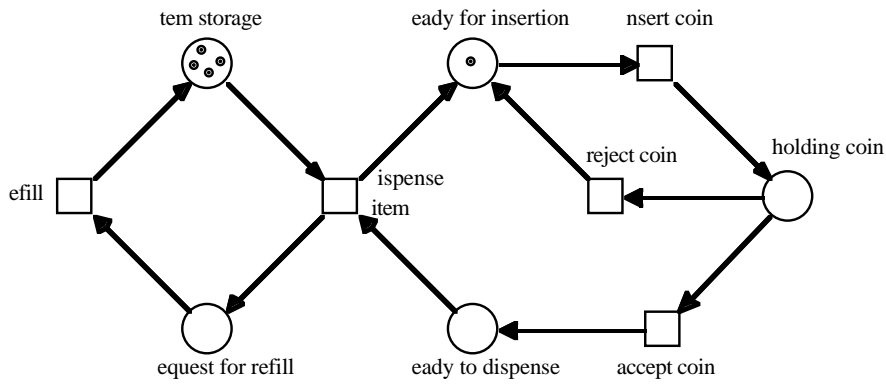 tem storage
eady for insertion
nsert coin
reject coin
holding coin
efill
ispense
item
equest for refill
eady to dispense
accept coin